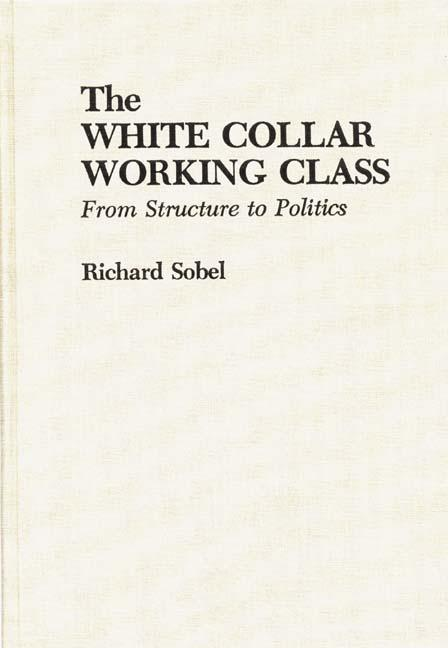 The
WHITE COLLAR
WORKING CLASS
From Structure to Politics
Richard Sobel